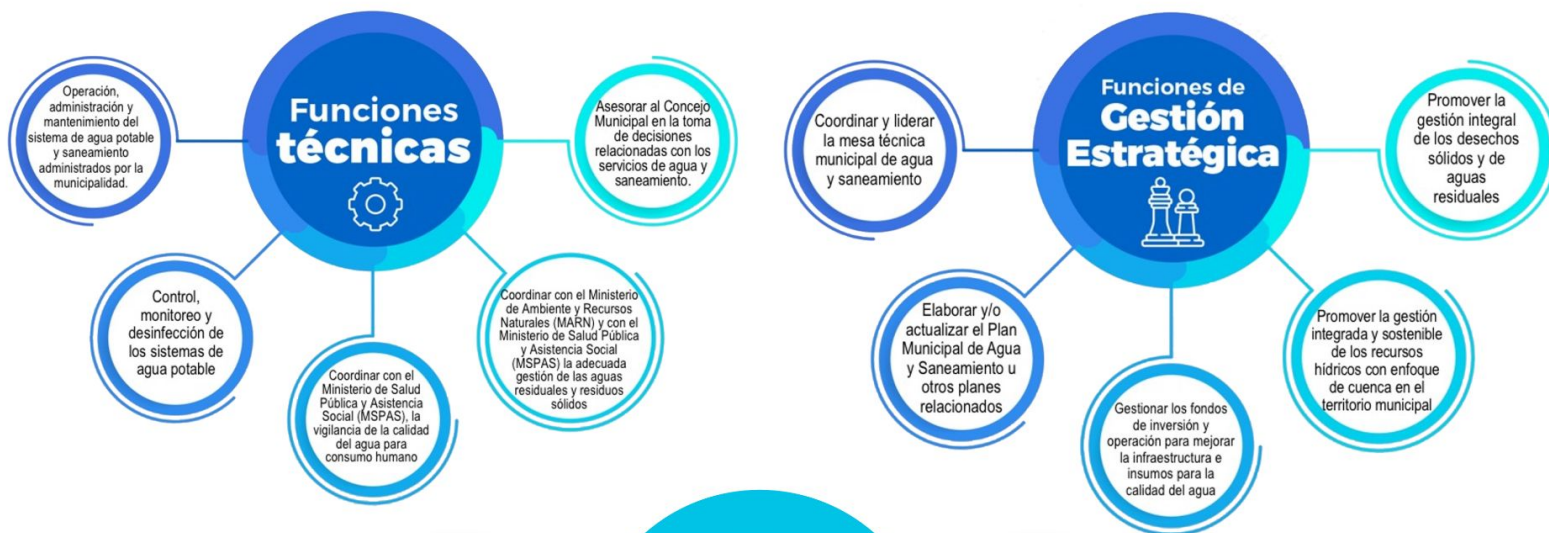 Funciones
técnicas
Operación,
administración y
mantenimiento del
sistema de agua potable
y saneamiento
administrados por la
municipalidad.
Control,
monitoreo y
desinfección de
los sistemas de
agua potable
Coordinar con el
Ministerio de Salud
Pública y Asistencia
Social (MSPAS), la
vigilancia de la calidad
del agua para
consumo humano
Coordinar con el Ministerio
de Ambiente y Recursos
Naturales (MARN) y con el
Ministerio de Salud Pública
y Asistencia Social
(MSPAS) la adecuada
gestión de las aguas
residuales y residuos
sólidos
Asesorar al Concejo
Municipal en la toma
de decisiones
relacionadas con los
servicios de agua y
saneamiento.
Funciones de
Gestión
Estratégica
Coordinar y liderar
la mesa técnica
municipal de agua
y saneamiento
Elaborar y/o
actualizar el Plan
Municipal de Agua
y Saneamiento u
otros planes
relacionados
Gestionar los fondos
de inversión y
operación para mejorar
la infraestructura e
insumos para la
calidad del agua
Promover la gestión
integrada y sostenible
de los recursos
hídricos con enfoque
de cuenca en el
territorio municipal
Promover la
gestión integral
de los desechos
sólidos y de
aguas
residuales